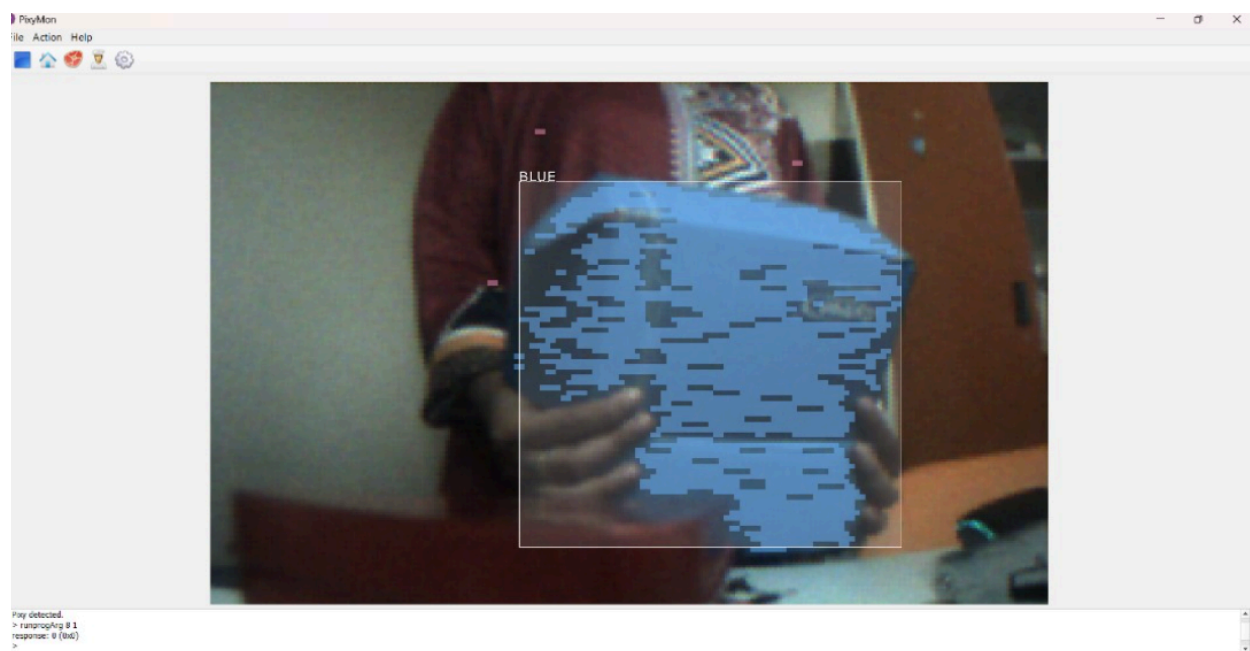 PixyMon
File Action Help
BLUE
Pixy detected.
> runprogArg 8 1
response: 0 (0x0)
>